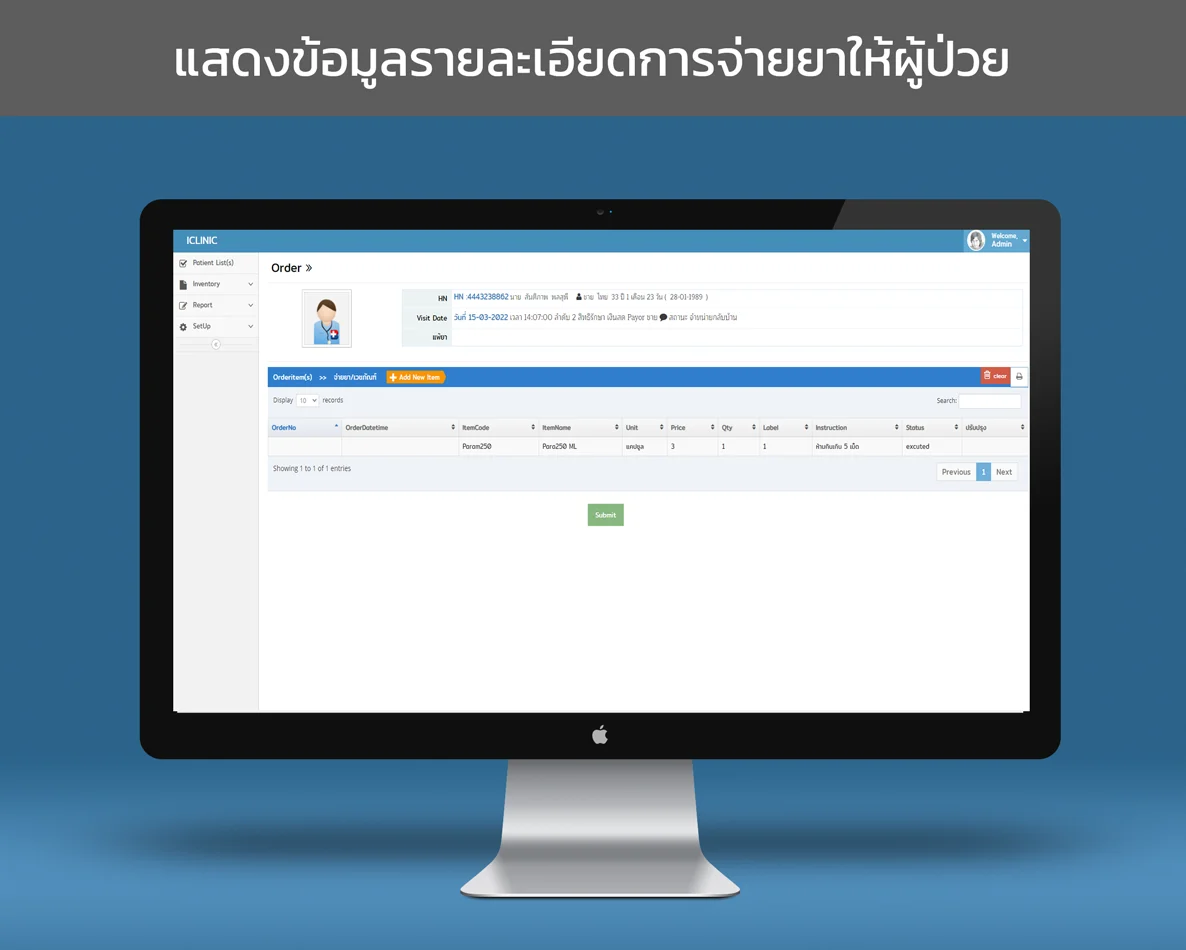 แสดงข้อมูลรายละเอียดการจ่ายยาให้ผู้ป่วย
ICLINIC
Welcome,
Admin
Patient List(s)
Inventory
Report
SetUp
Order »
HN HN :4443238862 นาย สันติภาพ ชาย ไทย 33 ปี 1 เดือน 23 วัน ( 28-01-1989 )
Visit Date วันที่ 15-03-2022 เวลา 14:07:00 ลำดับ 2 สิทธิรักษา เงินสด Payor ชาย สถานะ จำหน่ายกลับบ้าน
แพ้ยา
Orderitem(s) >> จ่ายยา/เวชภัณฑ์ Add New Item clear
Display 10 records Search:
OrderNo OrderDatetime ItemCode ItemName Unit Price Qty Label Instruction Status ปรับปรุง
Param250 Para250 ML แคปซูล 3 1 1 ห้ามกินเกิน 5 เม็ด excuted
Showing 1 to 1 of 1 entries Previous 1 Next
Submit